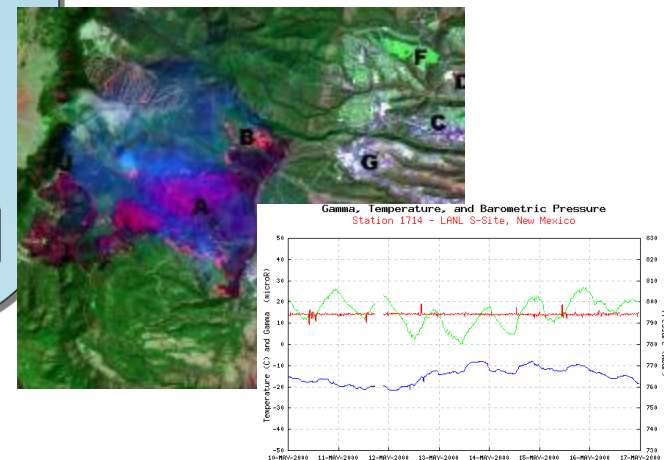 F
D
B
C
G
J
A
Gamma, Temperature, and Barometric Pressure
Station 1714 - LANL S-Site, New Mexico
50
40
30
20
10
0
-10
-20
-30
-40
-50
Temperature (C) and Gamma (microR)
830
820
810
800
790
780
770
760
750
740
730
10-MAY-2000 11-MAY-2000 12-MAY-2000 13-MAY-2000 14-MAY-2000 15-MAY-2000 16-MAY-2000 17-MAY-2000